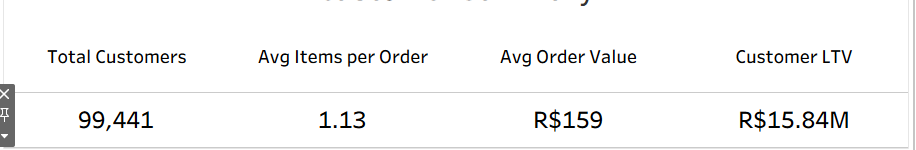 Total Customers Avg Items per Order Avg Order Value Customer LTV
99,441 1.13 R$159 R$15.84M